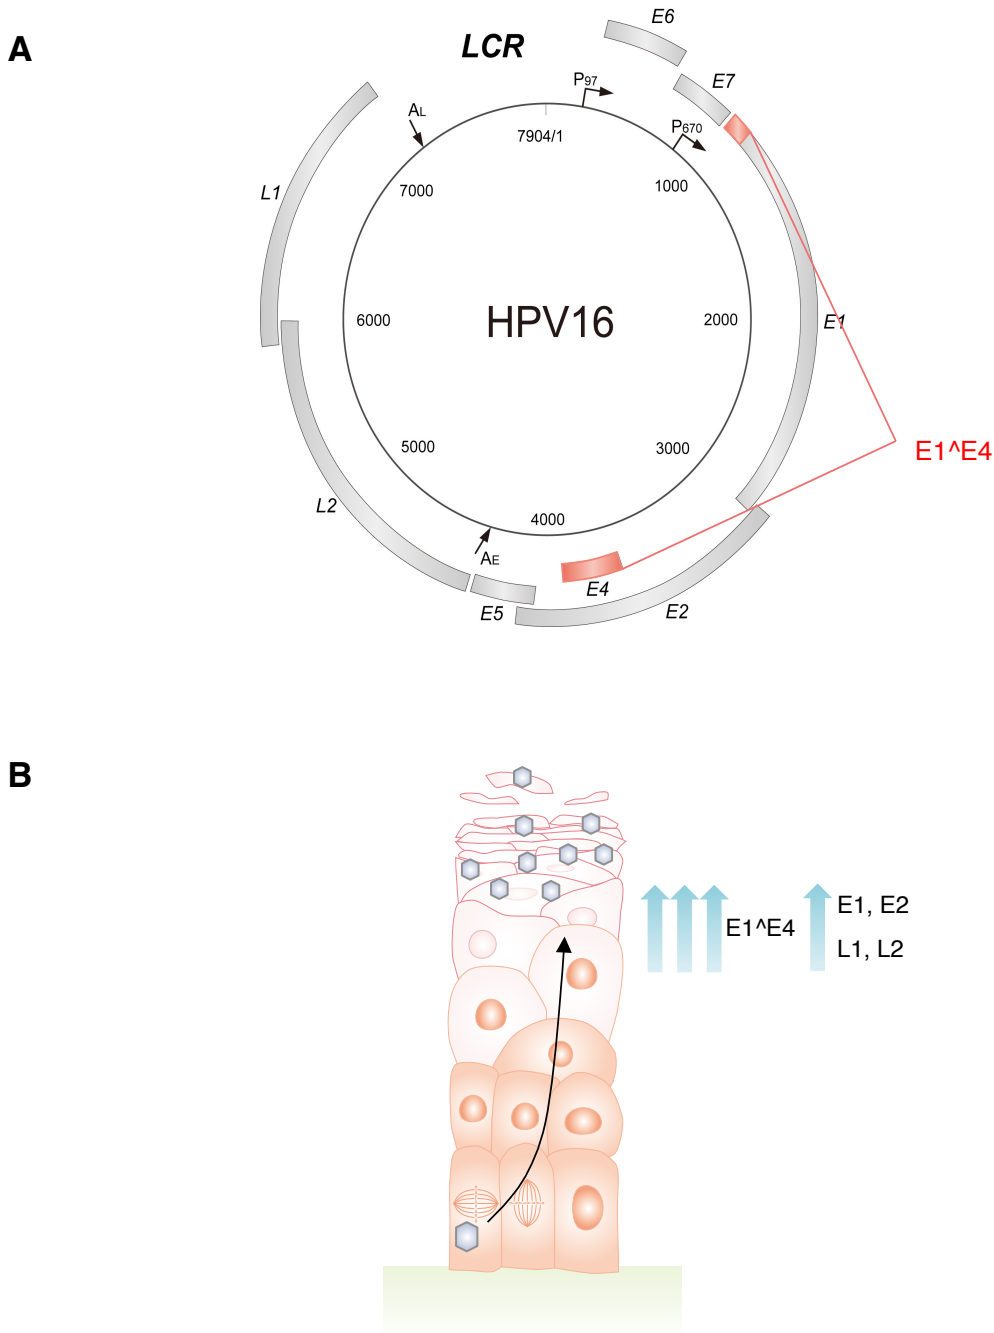 A
LCR
E6
E7
P97
P670
AL
7904/1
1000
7000
L1
6000
HPV16
2000
E1
5000
3000
E1^E4
L2
4000
AE
E4
E5
E2
B
E1^E4
E1, E2
L1, L2